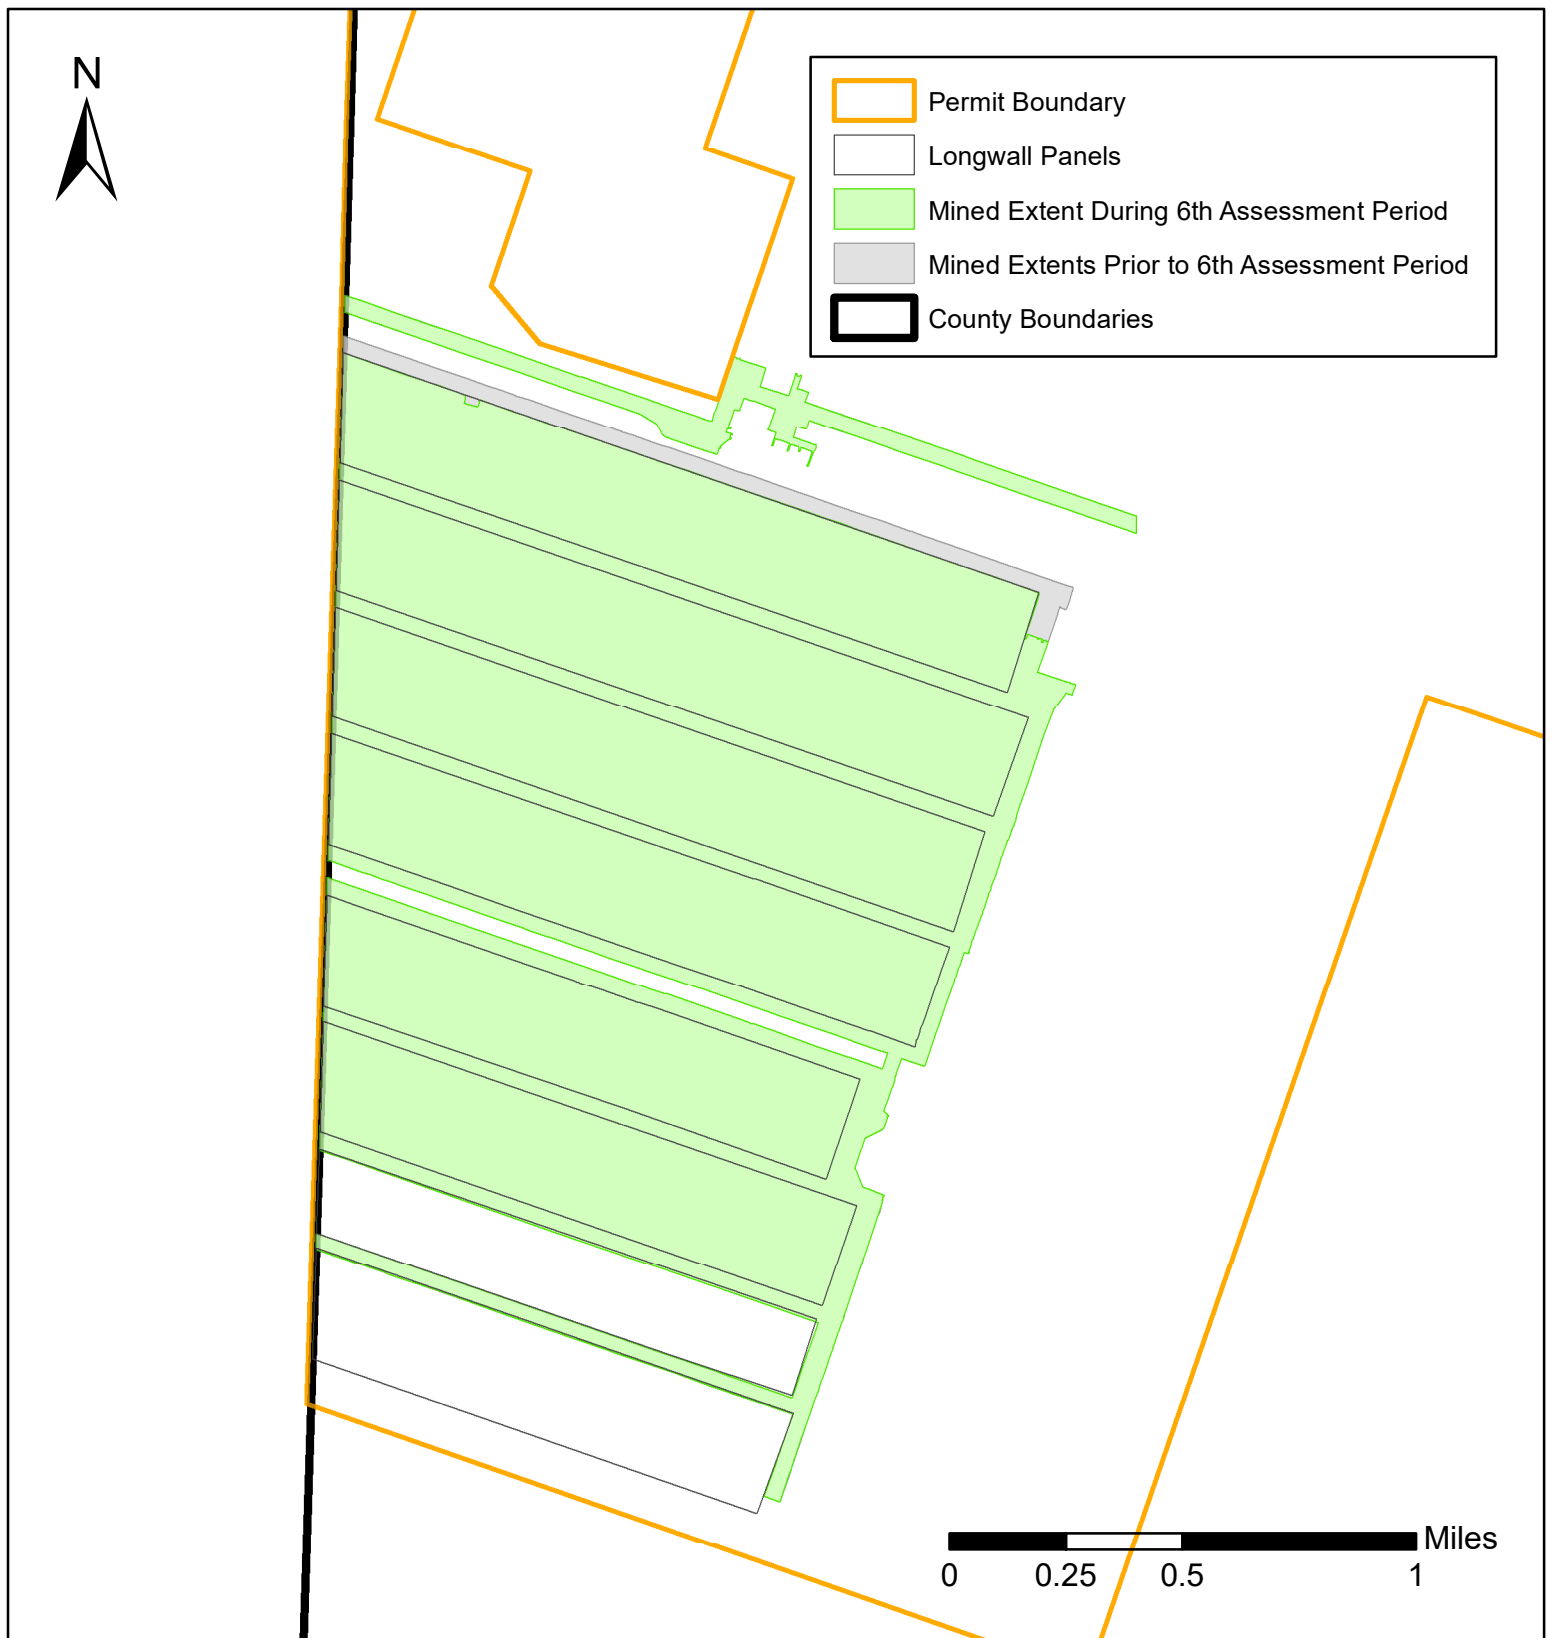 N
Permit Boundary
Longwall Panels
Mined Extent During 6th Assessment Period
Mined Extents Prior to 6th Assessment Period
County Boundaries
Miles
0 0.25 0.5 1